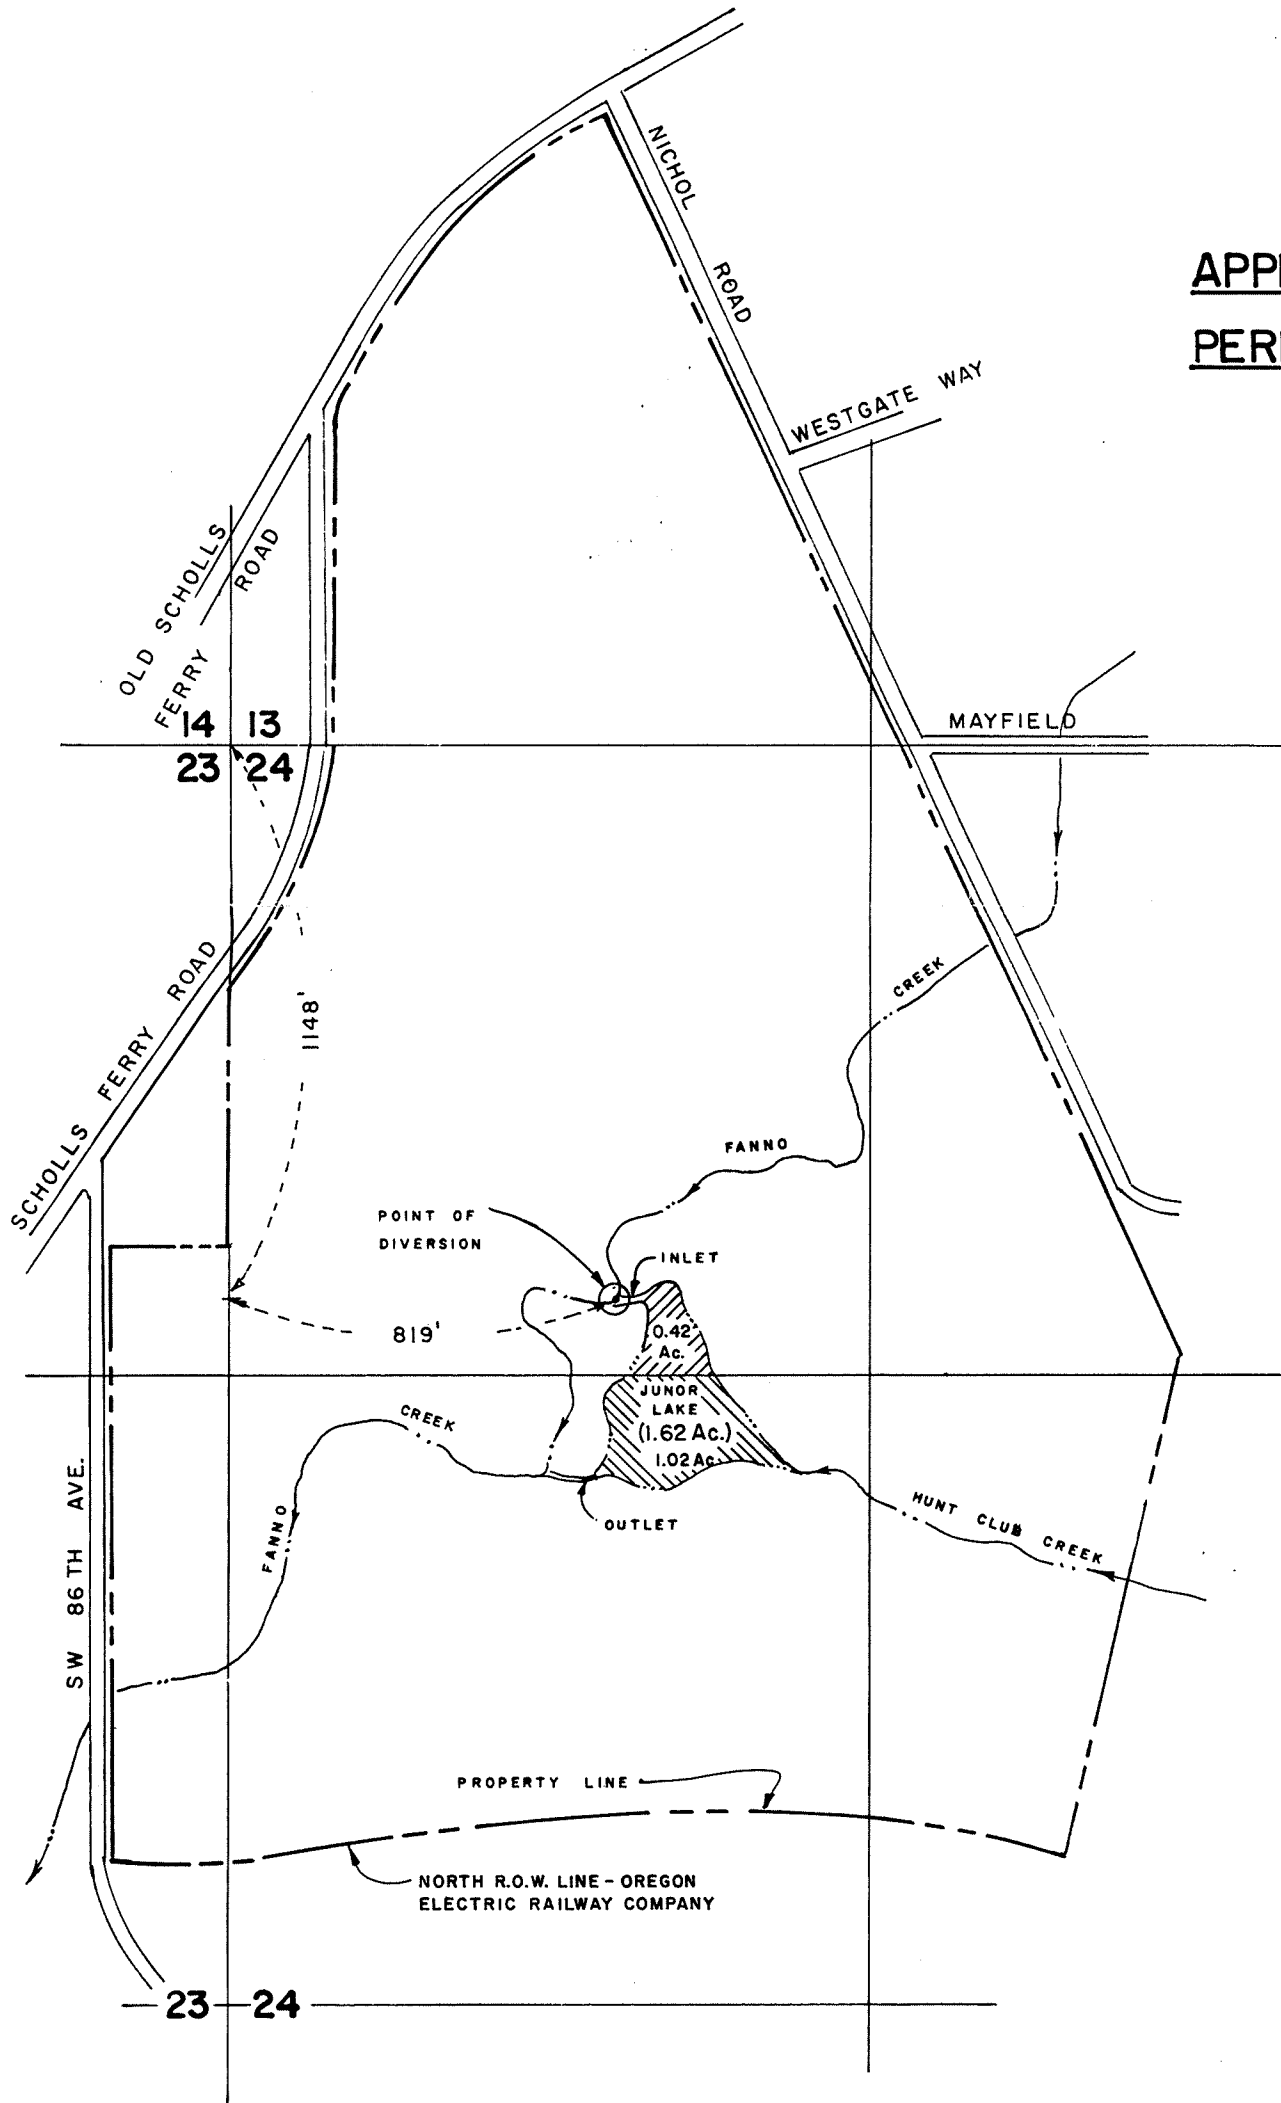 NICHOL
ROAD
APP
PER
WESTGATE WAY
OLD SCHOLLS
FERRY ROAD
14 13
MAYFIELD
23 24
SCHOLLS FERRY ROAD
1148'
CREEK
FANNO
POINT OF
DIVERSION
INLET
819'
0.42
Ac.
JUNOR
LAKE
(1.62 Ac.)
1.02 Ac.
CREEK
FANNO
OUTLET
HUNT CLUB CREEK
SW 86TH AVE.
PROPERTY LINE
NORTH R.O.W. LINE - OREGON
ELECTRIC RAILWAY COMPANY
23 24